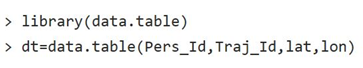 > library(data.table)
> dt=data.table(Pers_Id,Traj_Id,lat,lon)